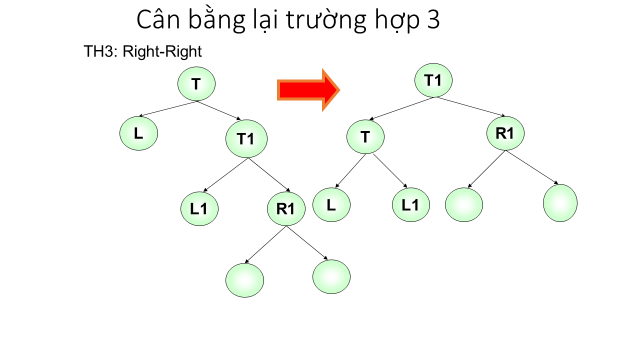 Cân bằng lại trường hợp 3
TH3: Right-Right
T
L
T1
L1
R1
T1
T
R1
L
L1